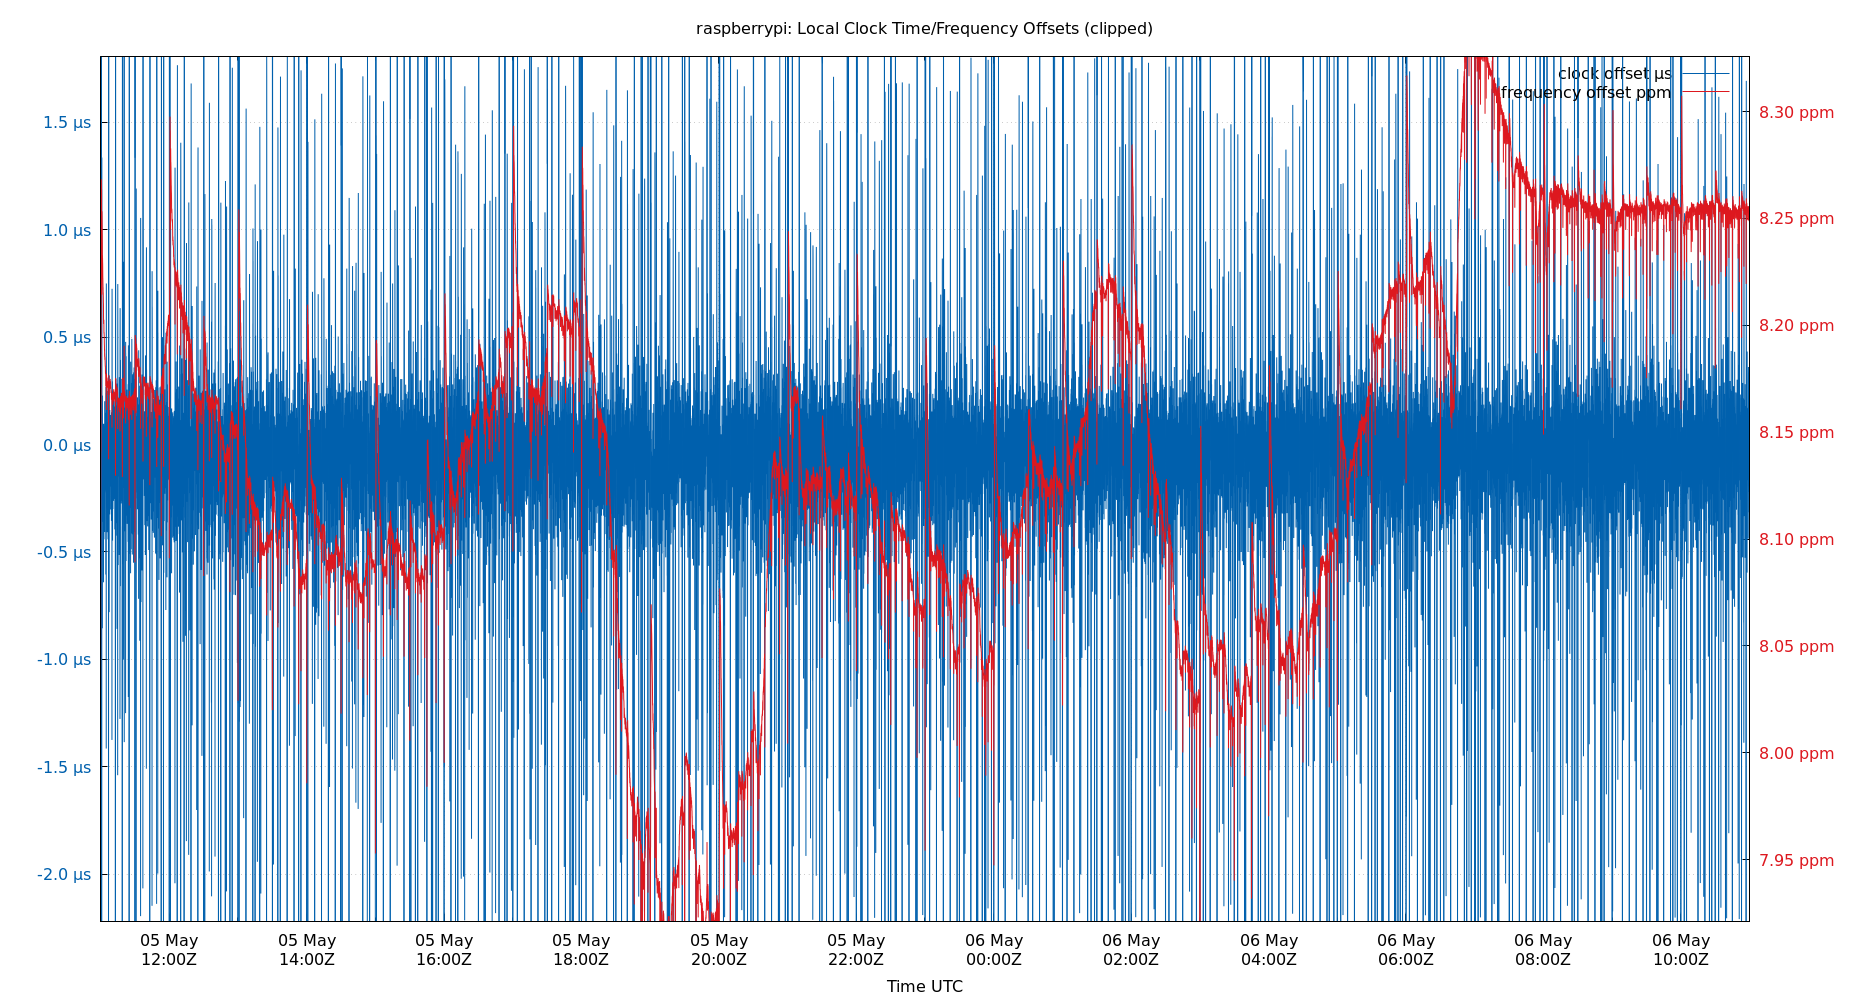 raspberrypi: Local Clock Time/Frequency Offsets (clipped)
clock offset µs
frequency offset ppm
1.5 µs
1.0 µs
0.5 µs
0.0 µs
-0.5 µs
-1.0 µs
-1.5 µs
-2.0 µs
8.30 ppm
8.25 ppm
8.20 ppm
8.15 ppm
8.10 ppm
8.05 ppm
8.00 ppm
7.95 ppm
05 May
12:00Z
05 May
14:00Z
05 May
16:00Z
05 May
18:00Z
05 May
20:00Z
05 May
22:00Z
06 May
00:00Z
06 May
02:00Z
06 May
04:00Z
06 May
06:00Z
06 May
08:00Z
06 May
10:00Z
Time UTC